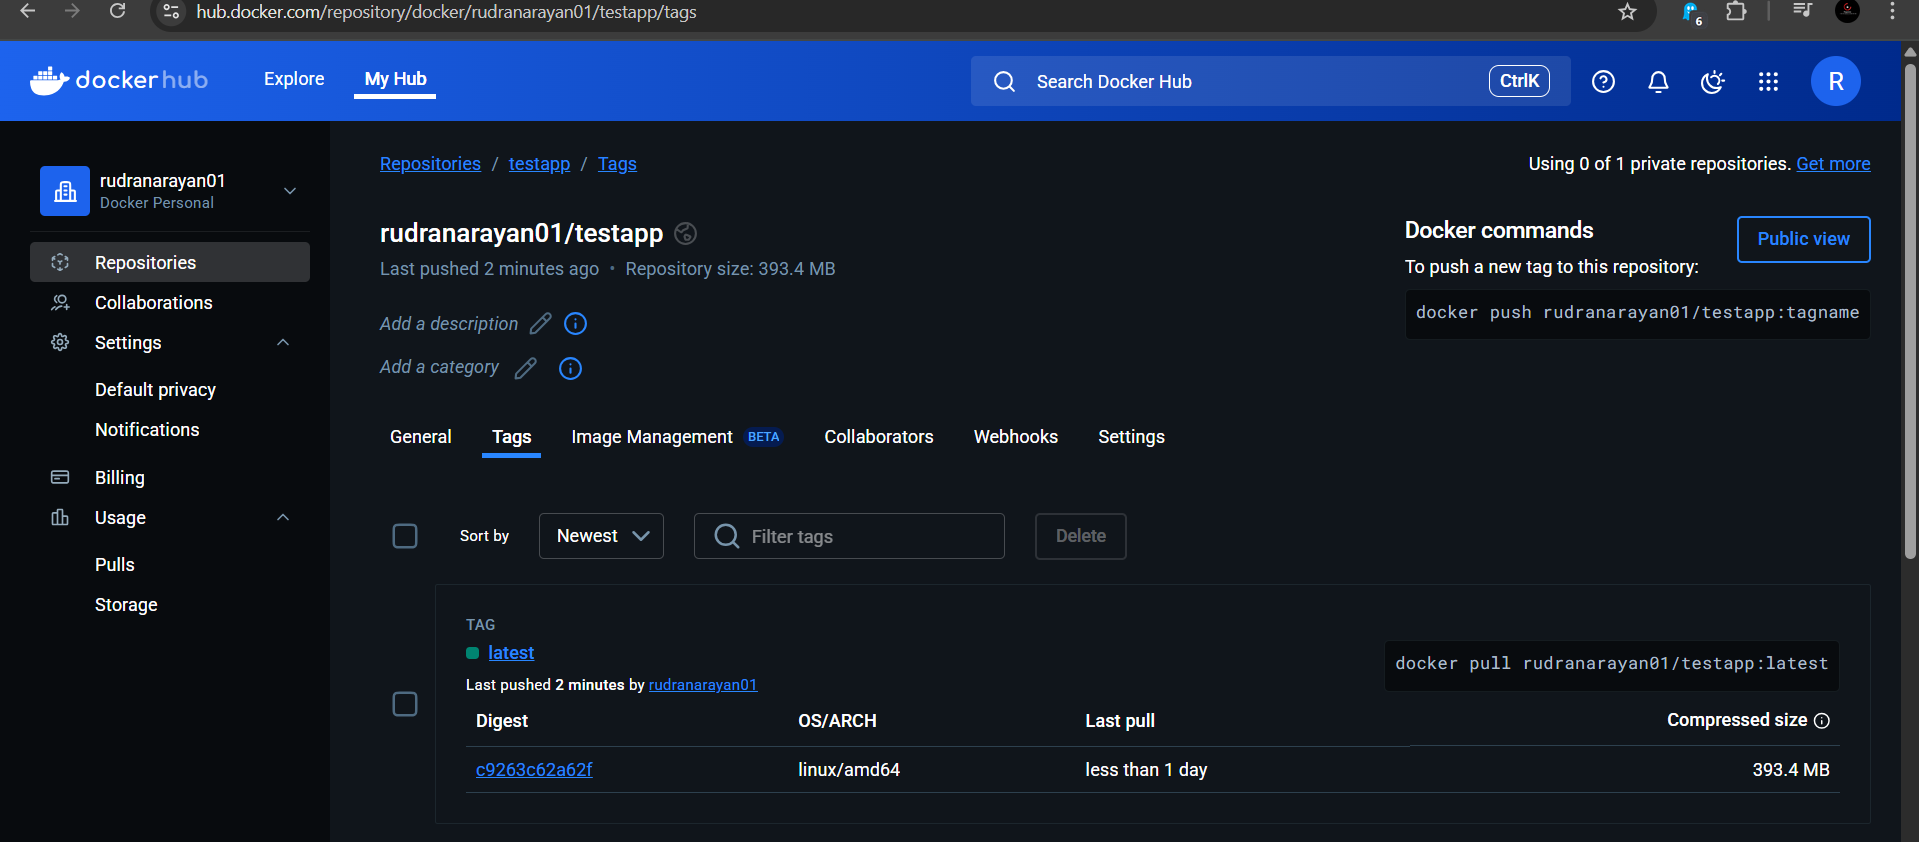 hub.docker.com/repository/docker/rudranarayan01/testapp/tags
6
dockerhub
Explore
My Hub
Search Docker Hub
CtrlK
R
rudranarayan01
Docker Personal
Repositories
Collaborations
Settings
Default privacy
Notifications
Billing
Usage
Pulls
Storage
Repositories / testapp / Tags
Using 0 of 1 private repositories. Get more
rudranarayan01/testapp
Last pushed 2 minutes ago • Repository size: 393.4 MB
Add a description
Add a category
Docker commands
Public view
To push a new tag to this repository:
docker push rudranarayan01/testapp:tagname
General
Tags
Image Management BETA
Collaborators
Webhooks
Settings
Sort by
Newest
Filter tags
Delete
TAG
latest
Last pushed 2 minutes by rudranarayan01
docker pull rudranarayan01/testapp:latest
Digest OS/ARCH Last pull Compressed size
c9263c62a62f linux/amd64 less than 1 day 393.4 MB